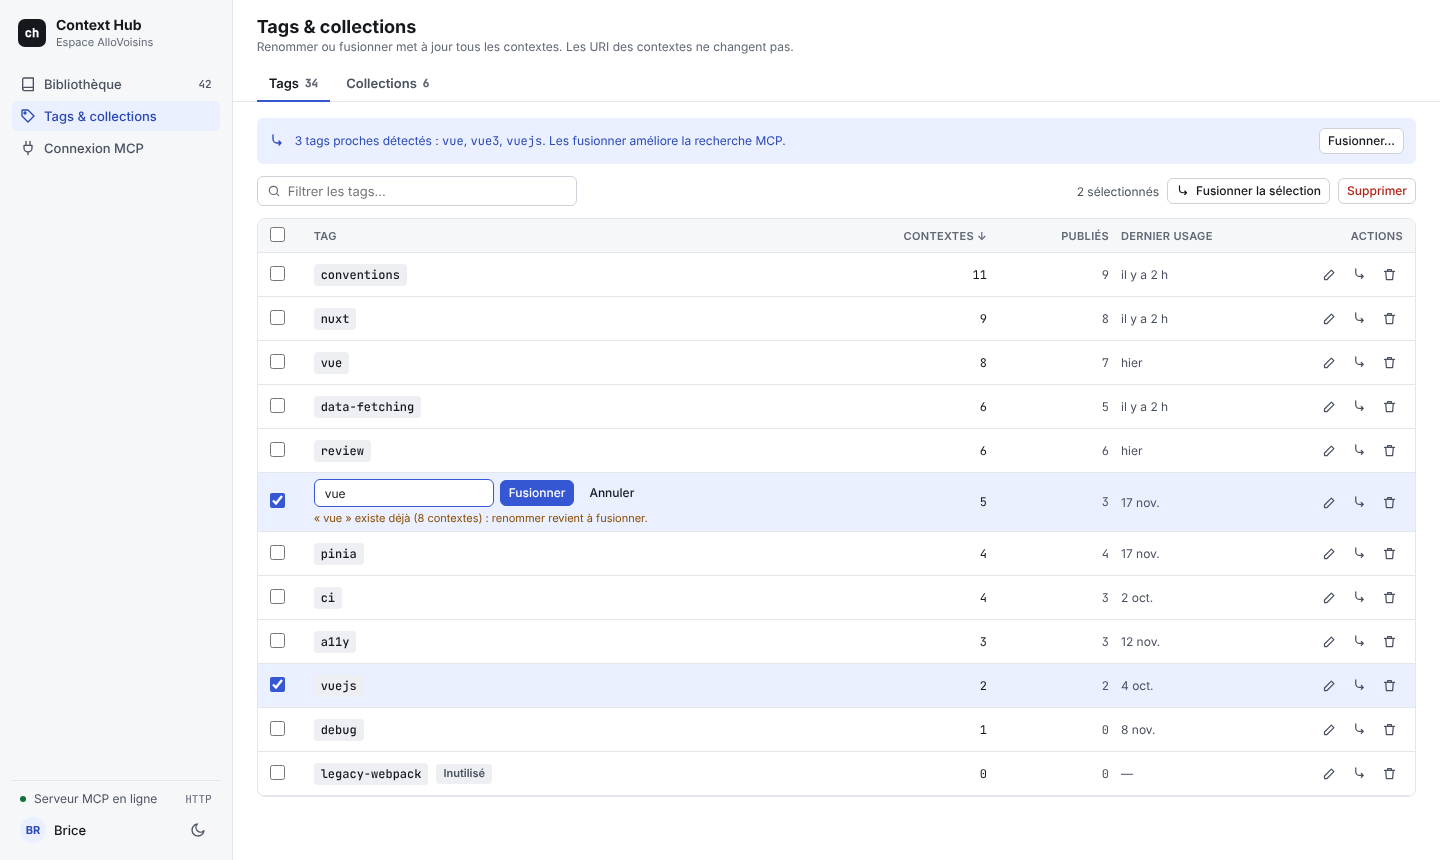 ch
Context Hub
Espace AlloVoisins
Bibliothèque 42
Tags & collections
Connexion MCP
Serveur MCP en ligne HTTP
BR Brice
Tags & collections
Renommer ou fusionner met à jour tous les contextes. Les URI des contextes ne changent pas.
Tags 34 Collections 6
3 tags proches détectés : vue, vue3, vuejs. Les fusionner améliore la recherche MCP. Fusionner...
Filtrer les tags... 2 sélectionnés Fusionner la sélection Supprimer
TAG CONTEXTES ↓ PUBLIÉS DERNIER USAGE ACTIONS
conventions 11 9 il y a 2 h
nuxt 9 8 il y a 2 h
vue 8 7 hier
data-fetching 6 5 il y a 2 h
review 6 6 hier
vue Fusionner Annuler 5 3 17 nov.
« vue » existe déjà (8 contextes) : renommer revient à fusionner.
pinia 4 4 17 nov.
ci 4 3 2 oct.
a11y 3 3 12 nov.
vuejs 2 2 4 oct.
debug 1 0 8 nov.
legacy-webpack Inutilisé 0 0 —